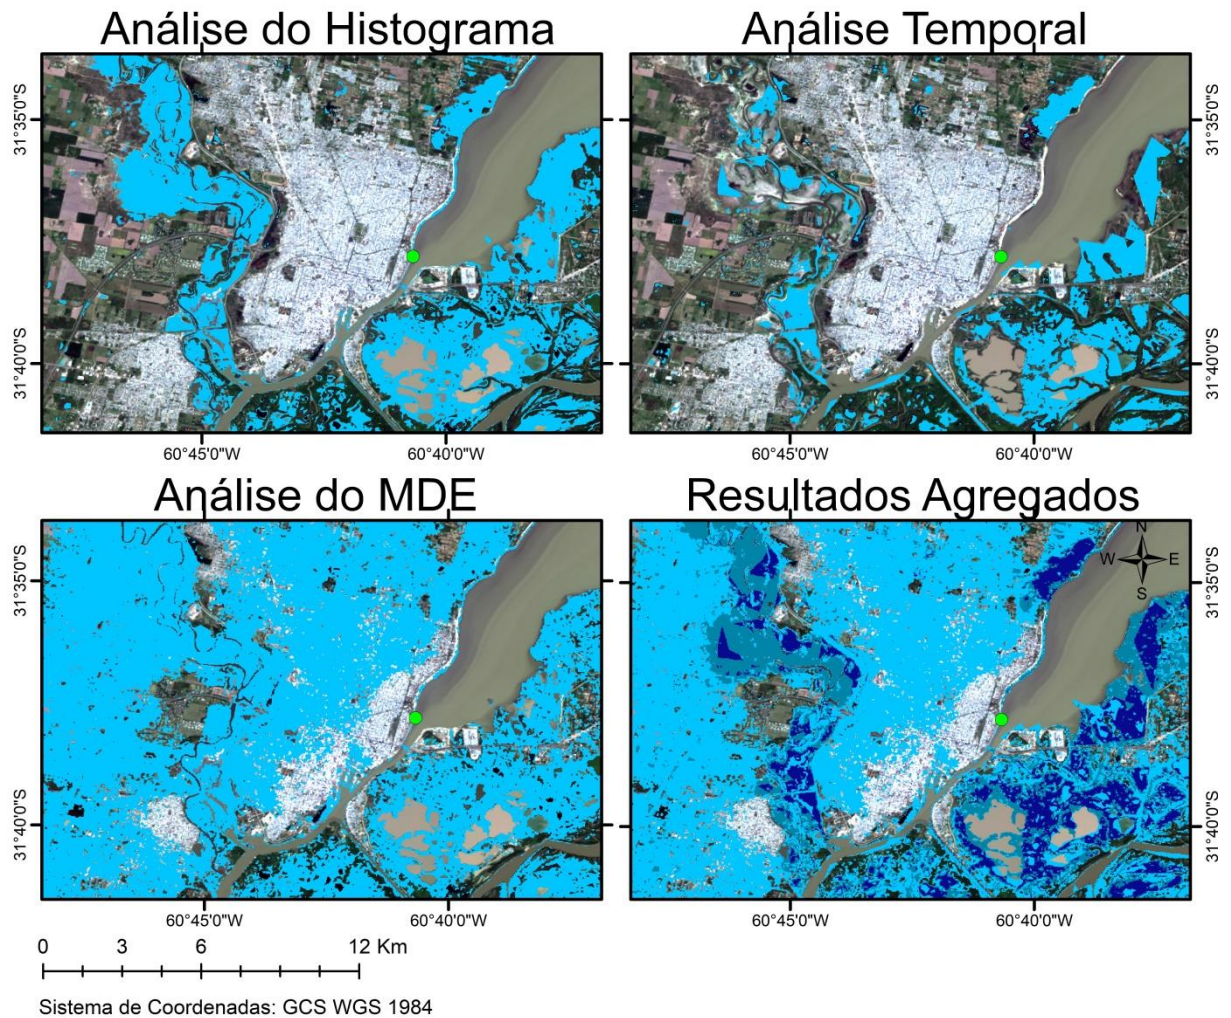 Análise do Histograma
Análise Temporal
31°35'0"S
31°40'0"S
60°45'0"W
60°40'0"W
31°35'0"S
31°40'0"S
60°45'0"W
60°40'0"W
Análise do MDE
Resultados Agregados
31°35'0"S
31°40'0"S
60°45'0"W
60°40'0"W
N
W
E
S
31°35'0"S
31°40'0"S
60°45'0"W
60°40'0"W
0 3 6 12 Km
Sistema de Coordenadas: GCS WGS 1984